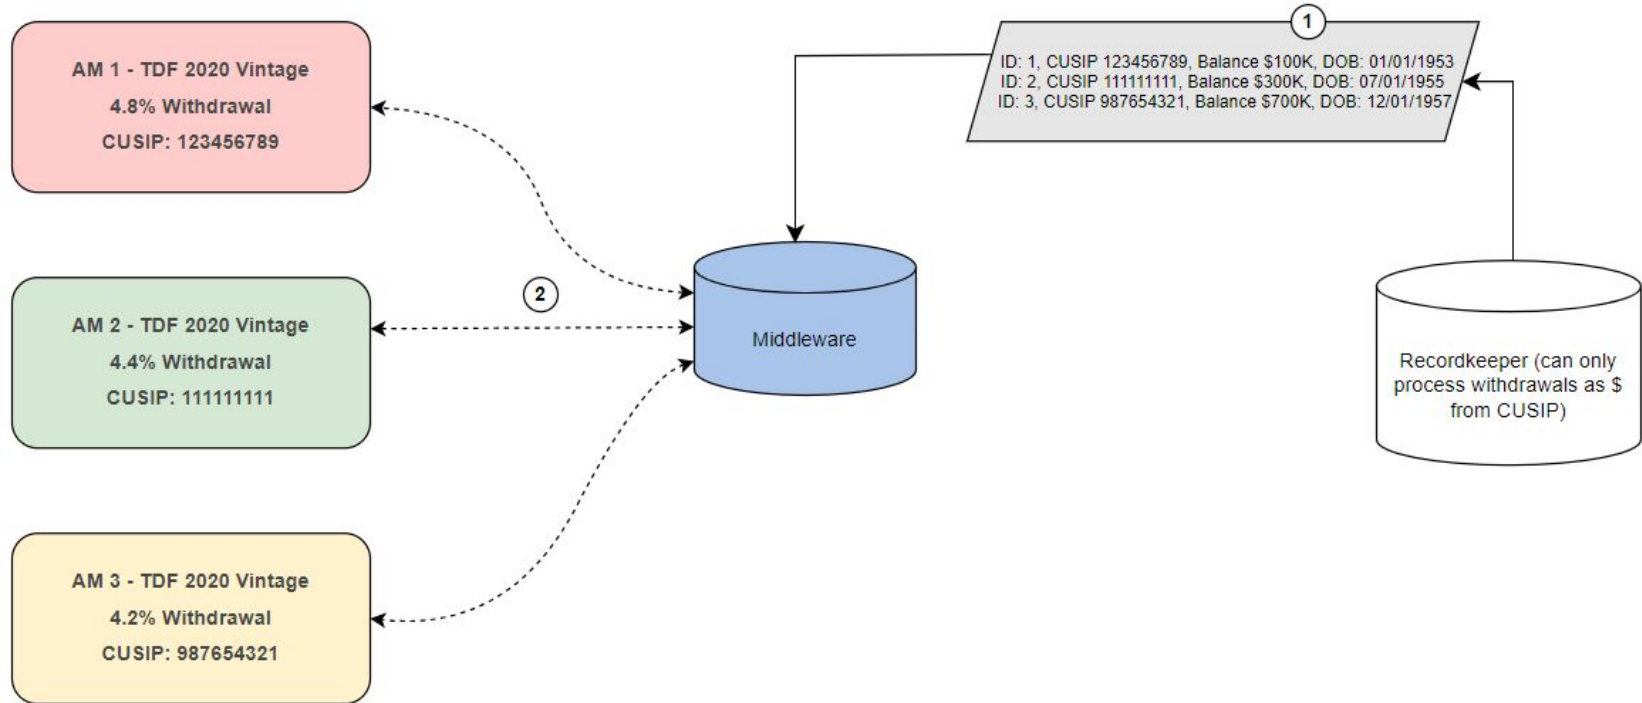 1
ID: 1, CUSIP 123456789, Balance $100K, DOB: 01/01/1953
ID: 2, CUSIP 111111111, Balance $300K, DOB: 07/01/1955
ID: 3, CUSIP 987654321, Balance $700K, DOB: 12/01/1957
AM 1 - TDF 2020 Vintage
4.8% Withdrawal
CUSIP: 123456789
2
AM 2 - TDF 2020 Vintage
4.4% Withdrawal
CUSIP: 111111111
Middleware
Recordkeeper (can only
process withdrawals as $
from CUSIP)
AM 3 - TDF 2020 Vintage
4.2% Withdrawal
CUSIP: 987654321